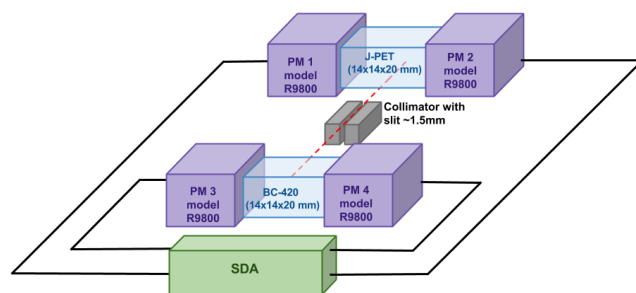 PM 1
model
R9800
J-PET
(14x14x20 mm)
PM 2
model
R9800
Collimator with
slit ~1.5mm
PM 3
model
R9800
BC-420
(14x14x20 mm)
PM 4
model
R9800
SDA